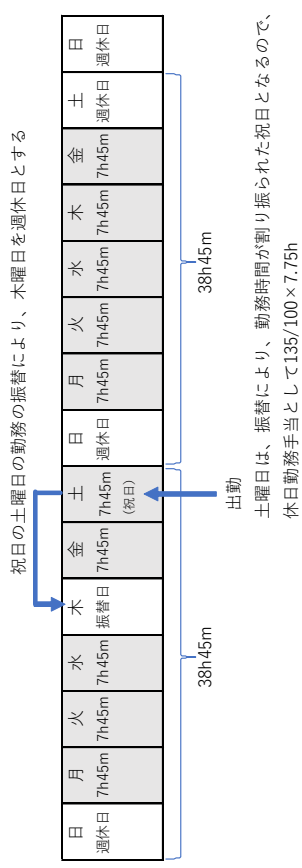 祝日の土曜日の勤務の振替により、木曜日を週休日とする
日 月 火 水 木 金 土 日 月 火 水 木 金 土 日
週休日 7h45m 7h45m 7h45m 振替日 7h45m 7h45m 週休日 7h45m 7h45m 7h45m 7h45m 7h45m 週休日 週休日
(祝日)
38h45m 38h45m
出勤
土曜日は、振替により、勤務時間が割り振られた祝日となるので、
休日勤務手当として135/100×7.75h